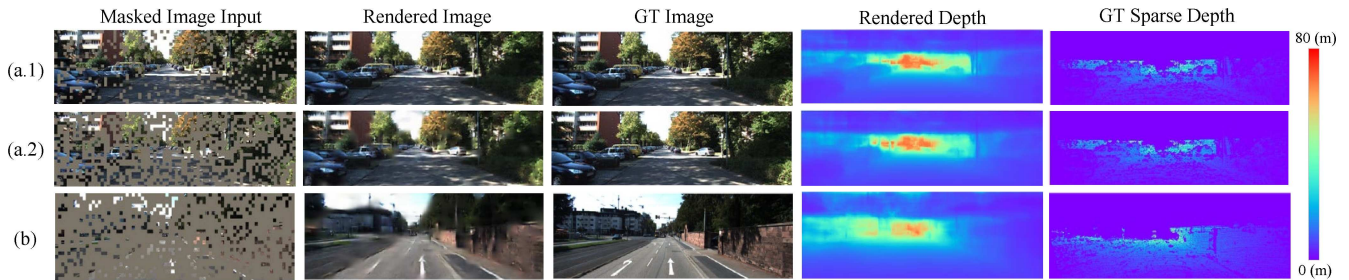 Masked Image Input Rendered Image GT Image Rendered Depth GT Sparse Depth
80 (m)
(a.1)
(a.2)
(b)
0 (m)